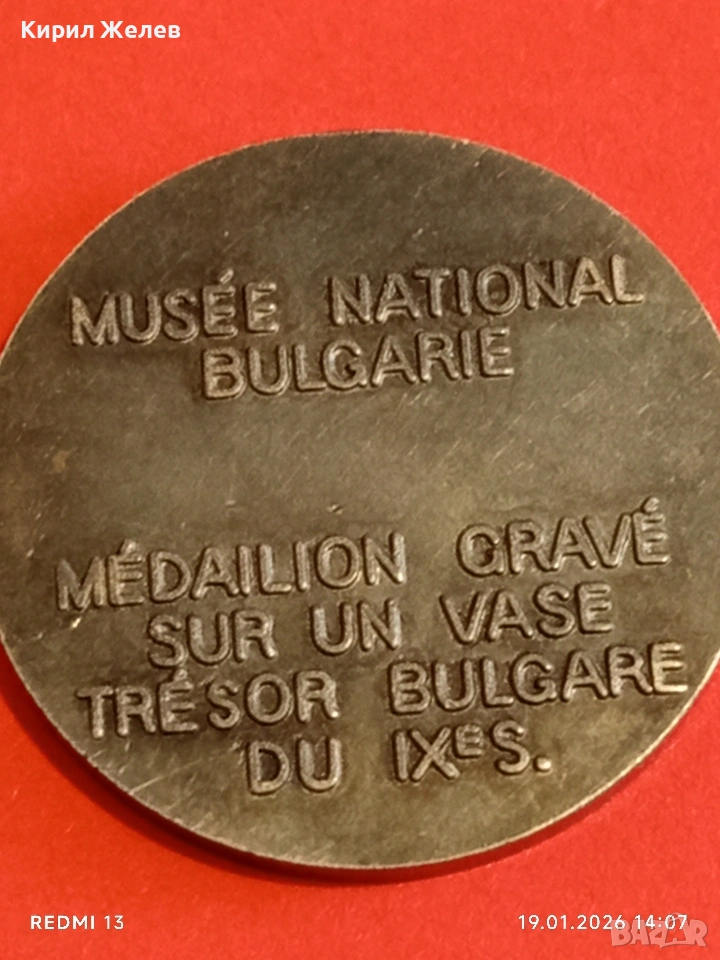 Кирил Желев
MUSÉE NATIONAL
BULGARIE
MÉDAILION GRAVÉ
SUR UN VASE
TRÉSOR BULGARE
DU IXES.
REDMI 13
19.01.2026 14:07
BAZAR